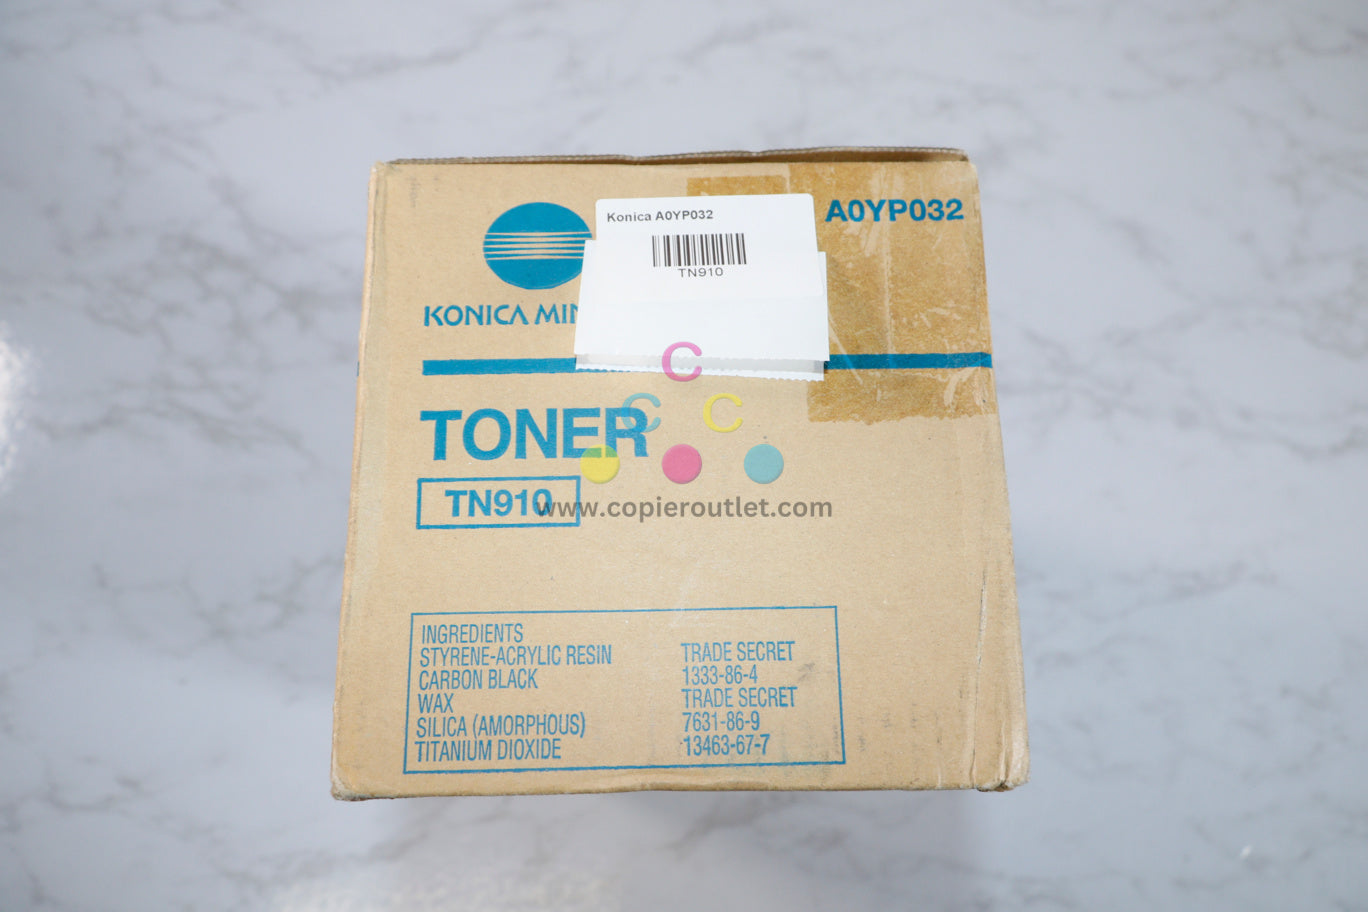 Konica A0YP032
TN910
A0YP032
KONICA MIN
TONER
TN910
C
C C
www.copieroutlet.com
INGREDIENTS
STYRENE-ACRYLIC RESIN TRADE SECRET
CARBON BLACK 1333-86-4
WAX TRADE SECRET
SILICA (AMORPHOUS) 7631-86-9
TITANIUM DIOXIDE 13463-67-7